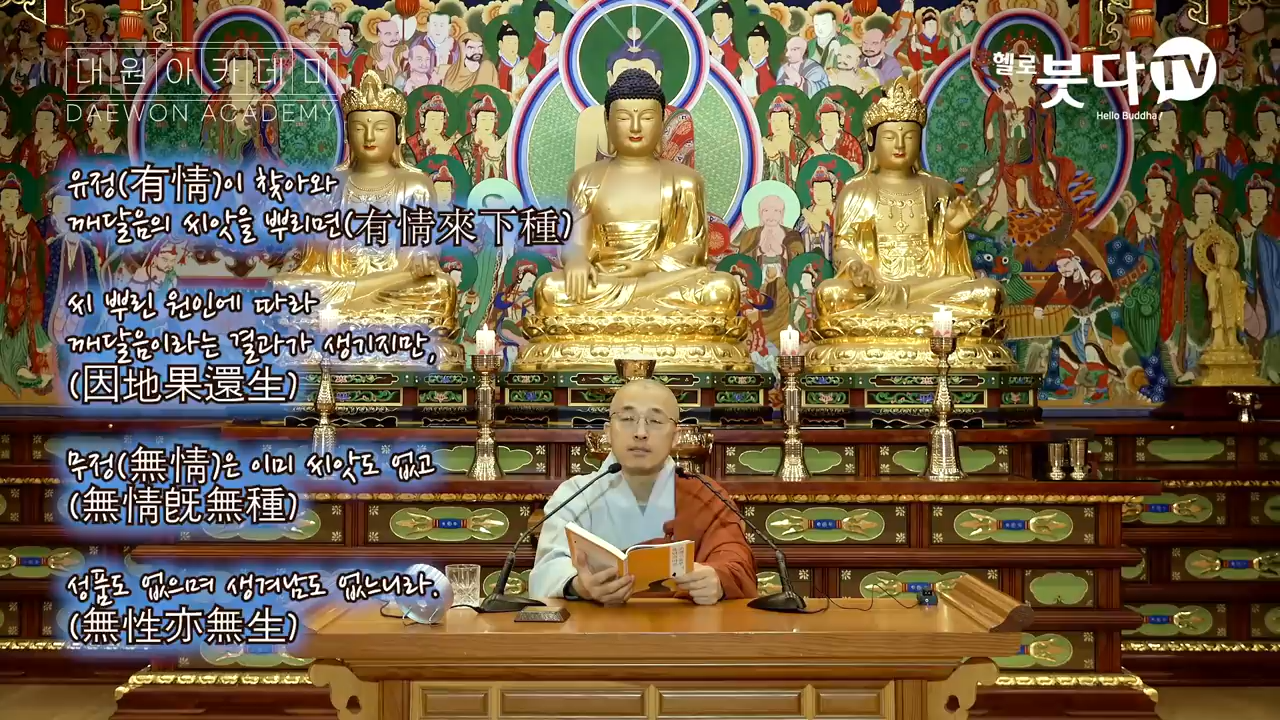 대원아카데미
DAEWON ACADEMY
헬로붓다TV
Hello Buddha!
유정(有情)이 찾아와
깨달음의 씨앗을 뿌리면(有情來下種)
씨 뿌린 원인에 따라
깨달음이라는 결과가 생기지만,
(因地果還生)
무정(無情)은 이미 씨앗도 없고
(無情旣無種)
성품도 없으며 생겨남도 없느니라.
(無性亦無生)